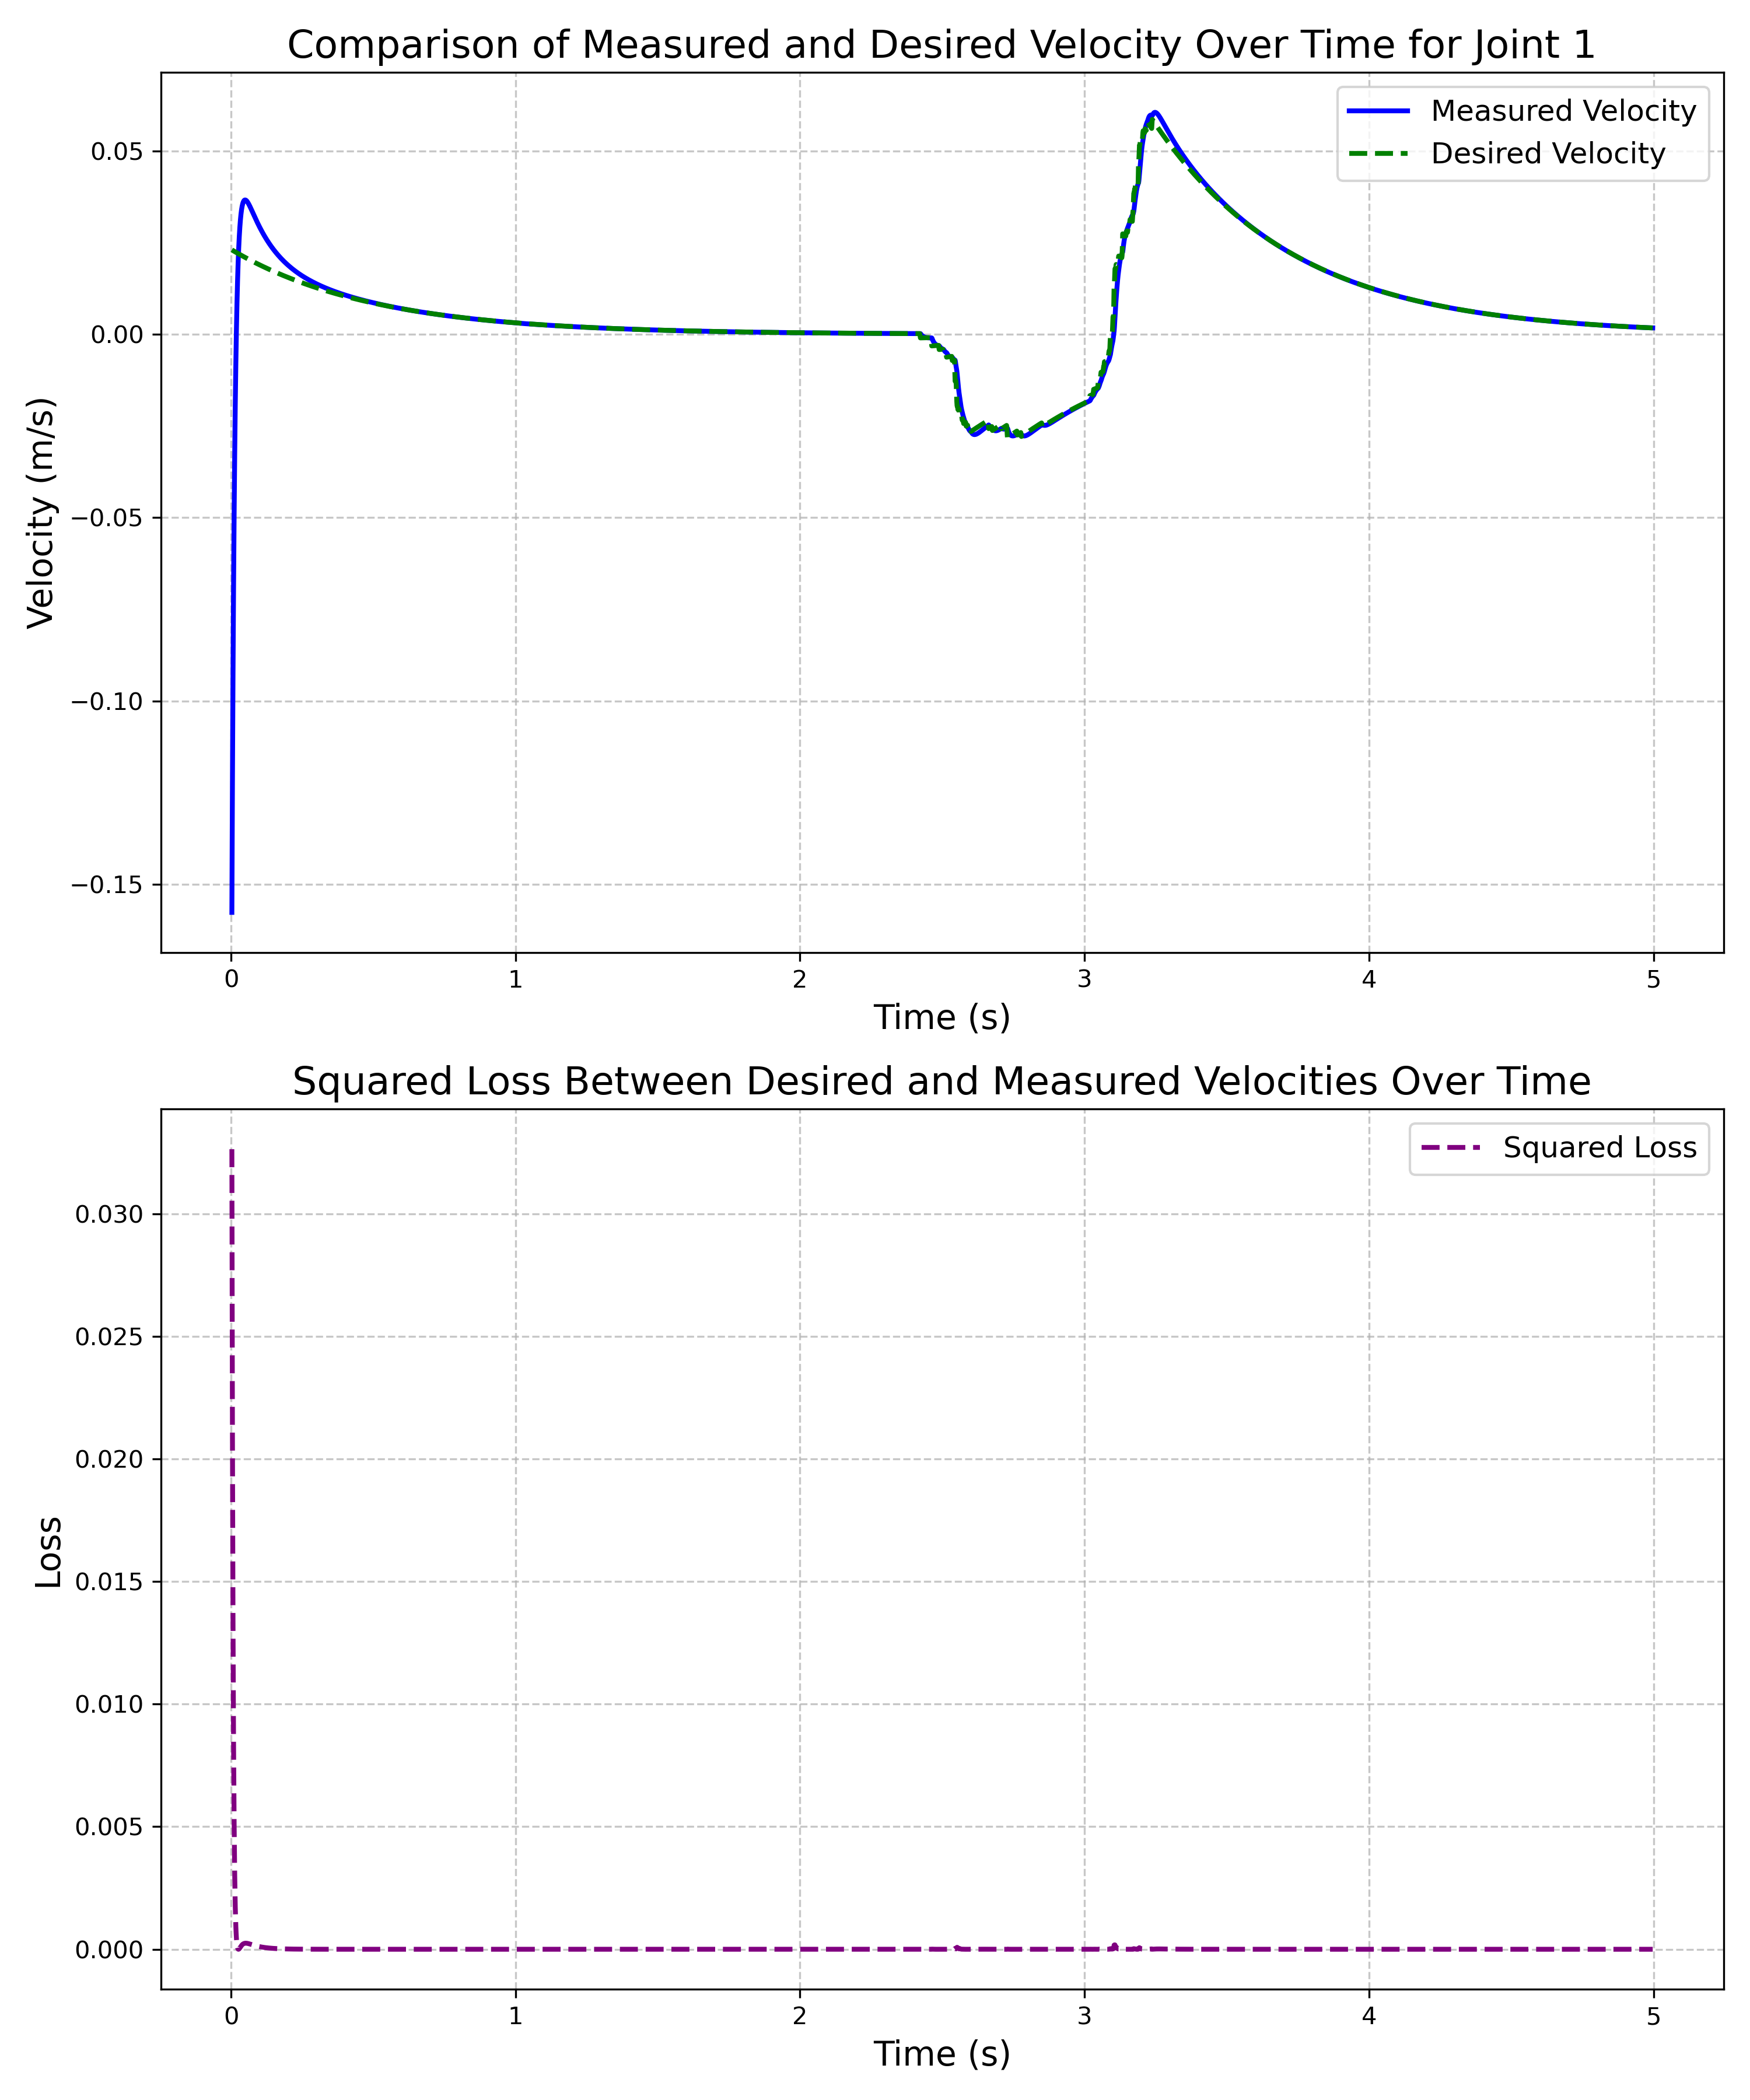 Comparison of Measured and Desired Velocity Over Time for Joint 1
Measured Velocity
Desired Velocity
Velocity (m/s)
0.05
0.00
−0.05
−0.10
−0.15
0 1 2 3 4 5
Time (s)
Squared Loss Between Desired and Measured Velocities Over Time
Squared Loss
Loss
0.030
0.025
0.020
0.015
0.010
0.005
0.000
0 1 2 3 4 5
Time (s)